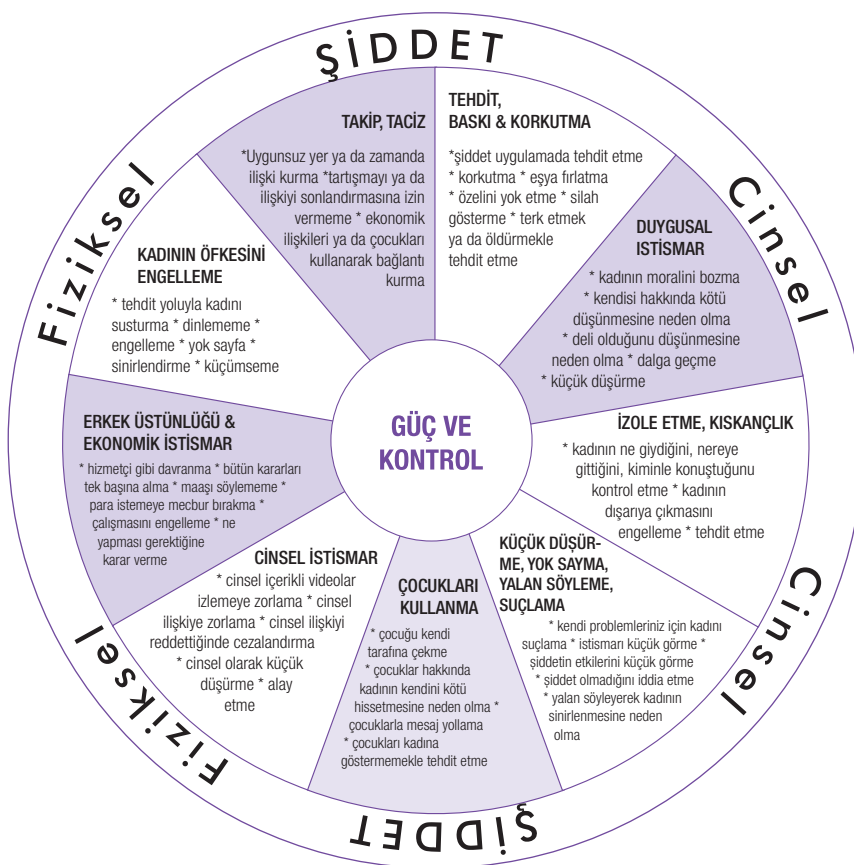 ŞİDDET
Cinsel
Cinsel
ŞİDDET
Fiziksel
Fiziksel
GÜÇ VE
KONTROL
TEHDİT,
BASKI & KORKUTMA
*şiddet uygulamada tehdit etme
* korkutma * eşya fırlatma
* özelini yok etme * silah
gösterme * terk etmek
ya da öldürmekle
tehdit etme
DUYGUSAL
ISTİSMAR
* kadının moralini bozma
* kendisi hakkında kötü
düşünmesine neden olma
* deli olduğunu düşünmesine
neden olma * dalga geçme
* küçük düşürme
İZOLE ETME, KISKANÇLIK
* kadının ne giydiğini, nereye
gittiğini, kiminle konuştuğunu
kontrol etme * kadının
dışarıya çıkmasını
engelleme * tehdit etme
KÜÇÜK DÜŞÜR-
ME, YOK SAYMA,
YALAN SÖYLEME,
SUÇLAMA
* kendi problemleriniz için kadını
suçlama * istismarı küçük görme *
şiddetin etkilerini küçük görme
* şiddet olmadığını iddia etme
* yalan söyleyerek kadının
sinirlenmesine neden
olma
ÇOCUKLARI
KULLANMA
* çocuğu kendi
tarafına çekme
* çocuklar hakkında
kadının kendini kötü
hissetmesine neden olma *
çocuklarla mesaj yollama
* çocukları kadına
göstermemekle tehdit etme
CİNSEL İSTİSMAR
* cinsel içerikli videolar
izlemeye zorlama * cinsel
ilişkiye zorlama * cinsel ilişkiyi
reddettiğinde cezalandırma
* cinsel olarak küçük
düşürme * alay
etme
ERKEK ÜSTÜNLÜĞÜ &
EKONOMİK İSTİSMAR
* hizmetçi gibi davranma * bütün kararları
tek başına alma * maaşı söylememe *
para istemeye mecbur bırakma *
çalışmasını engelleme * ne
yapması gerektiğine
karar verme
KADININ ÖFKESİNİ
ENGELLEME
* tehdit yoluyla kadını
susturma * dinlememe *
engelleme * yok sayfa *
sinirlendirme * küçümseme
TAKİP, TACİZ
*Uygunsuz yer ya da zamanda
ilişki kurma *tartışmayı ya da
ilişkiyi sonlandırmasına izin
vermeme * ekonomik
ilişkileri ya da çocukları
kullanarak bağlantı
kurma